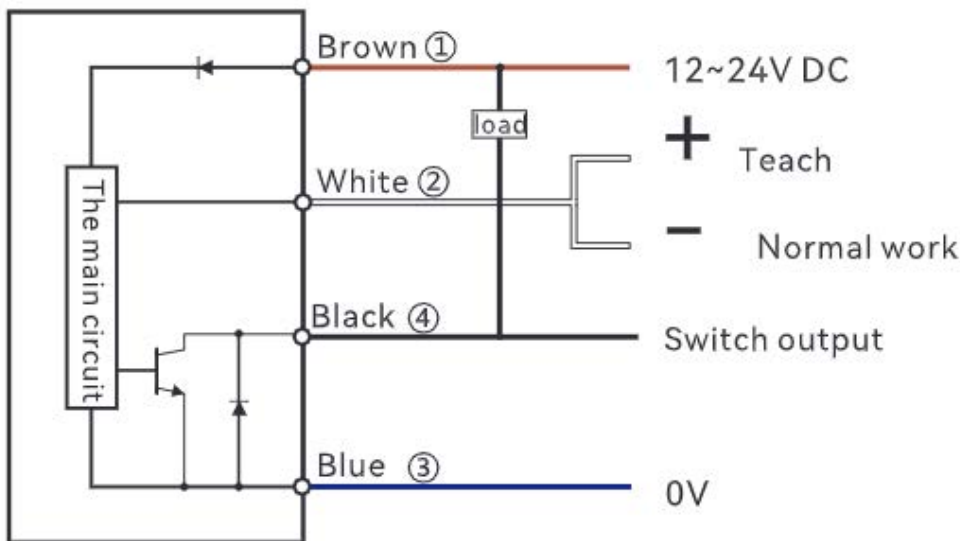 Brown ①
12~24V DC
load
+
Teach
White ②
The main circuit
−
Normal work
Black ④
Switch output
Blue ③
0V